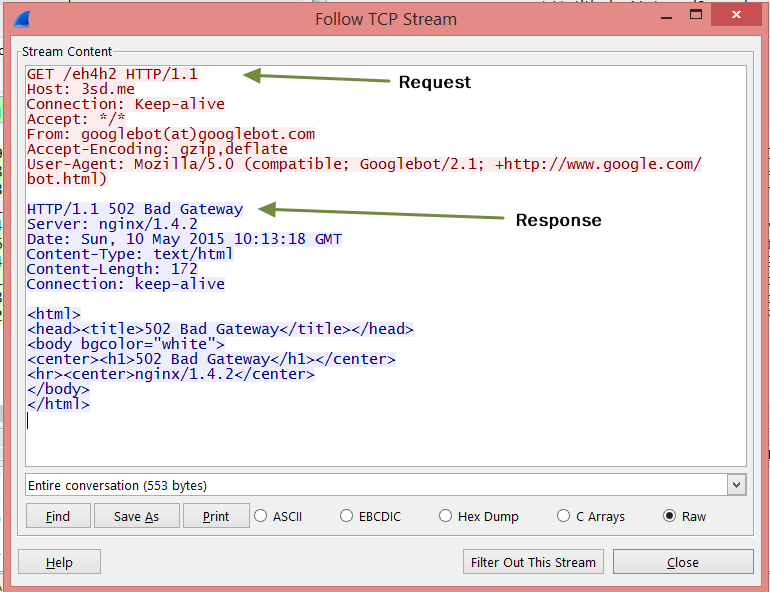 Follow TCP Stream
Stream Content
GET /eh4h2 HTTP/1.1
Request
Host: 3sd.me
Connection: Keep-alive
Accept: */*
From: googlebot(at)googlebot.com
Accept-Encoding: gzip,deflate
User-Agent: Mozilla/5.0 (compatible; Googlebot/2.1; +http://www.google.com/
bot.html)
HTTP/1.1 502 Bad Gateway
Response
Server: nginx/1.4.2
Date: Sun, 10 May 2015 10:13:18 GMT
Content-Type: text/html
Content-Length: 172
Connection: keep-alive
<html>
<head><title>502 Bad Gateway</title></head>
<body bgcolor="white">
<center><h1>502 Bad Gateway</h1></center>
<hr><center>nginx/1.4.2</center>
</body>
</html>
Entire conversation (553 bytes)
Find Save As Print ASCII EBCDIC Hex Dump C Arrays Raw
Help Filter Out This Stream Close